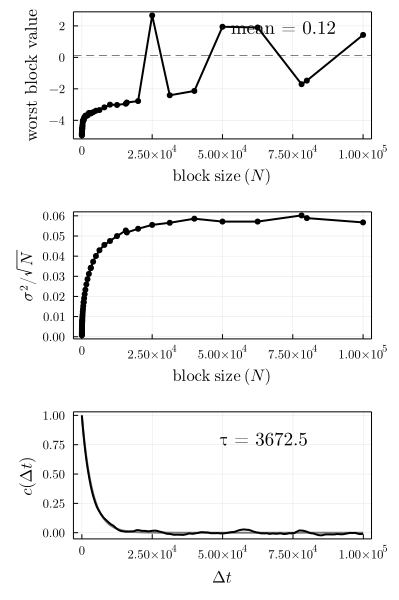 worst block value
2
0
−2
−4
mean = 0.12
0 2.50×10⁴ 5.00×10⁴ 7.50×10⁴ 1.00×10⁵
block size (N)
σ²/√N
0.06
0.05
0.04
0.03
0.02
0.01
0.00
0 2.50×10⁴ 5.00×10⁴ 7.50×10⁴ 1.00×10⁵
block size (N)
c(Δt)
1.00
0.75
0.50
0.25
0.00
τ = 3672.5
0 2.50×10⁴ 5.00×10⁴ 7.50×10⁴ 1.00×10⁵
Δt